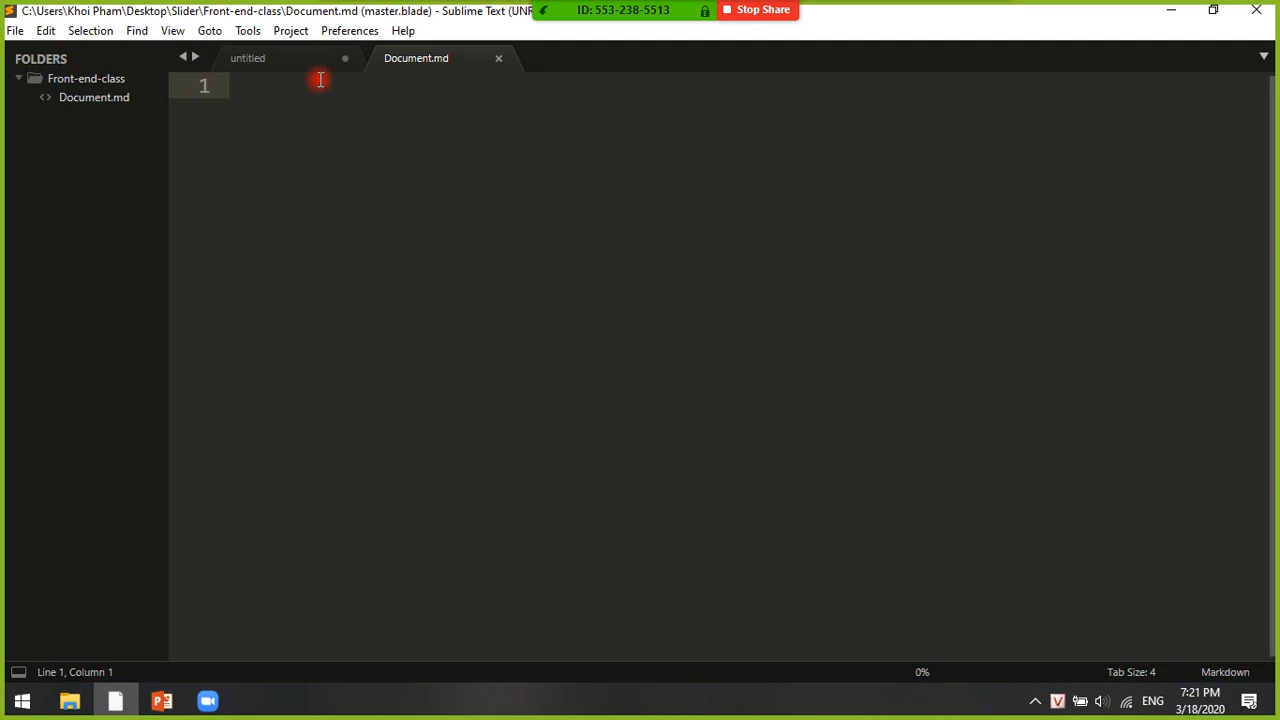 C:\Users\Khoi Pham\Desktop\Slider\Front-end-class\Document.md (master.blade) - Sublime Text (UNR
ID: 553-238-5513
Stop Share
File Edit Selection Find View Goto Tools Project Preferences Help
FOLDERS
Front-end-class
Document.md
untitled
Document.md
1
Line 1, Column 1
0%
Tab Size: 4
Markdown
V
ENG
7:21 PM
3/18/2020